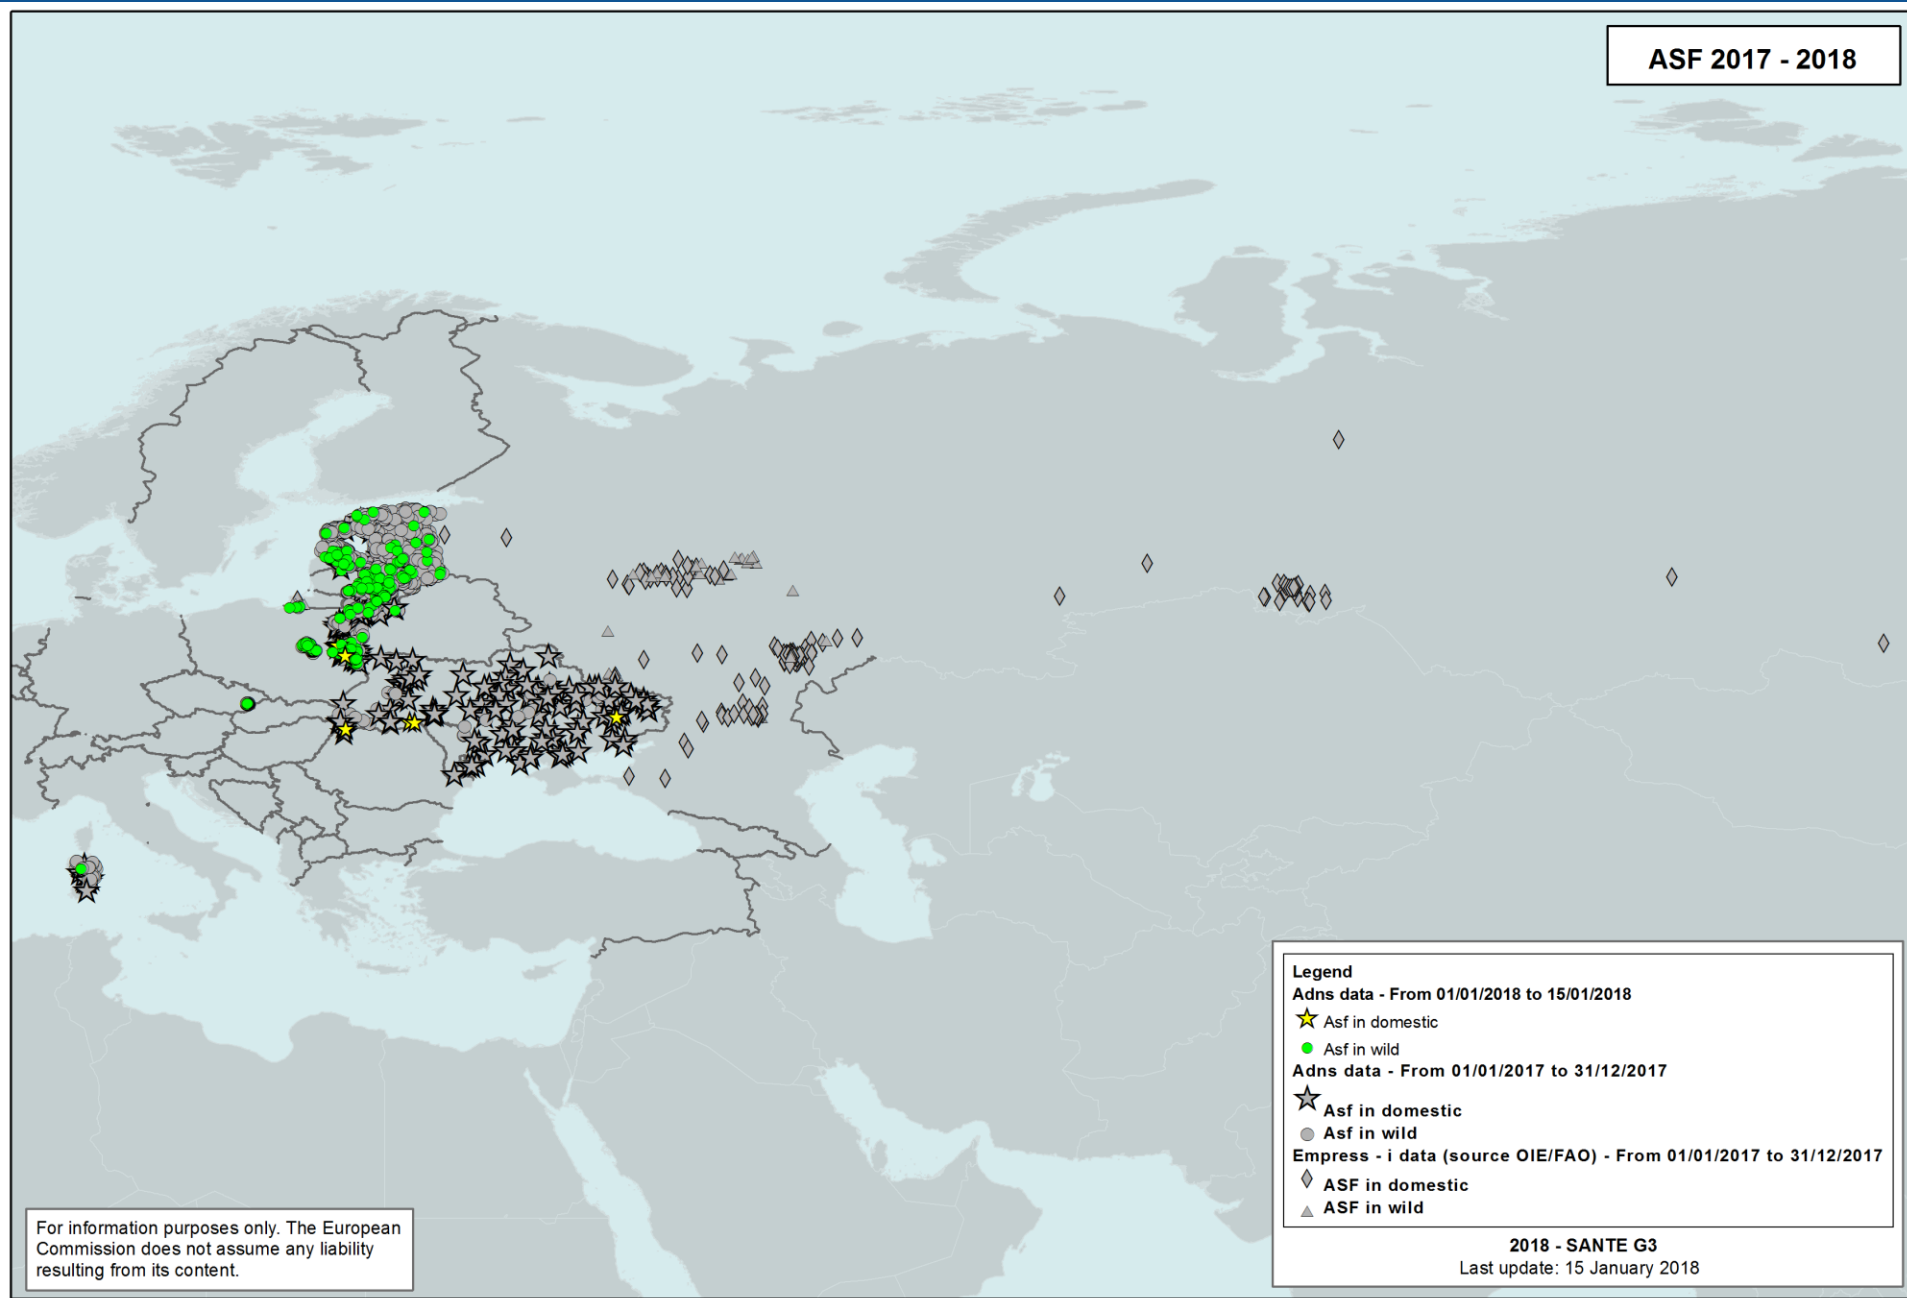 ASF 2017 - 2018
Legend
Adns data - From 01/01/2018 to 15/01/2018
Asf in domestic
Asf in wild
Adns data - From 01/01/2017 to 31/12/2017
Asf in domestic
Asf in wild
Empress - i data (source OIE/FAO) - From 01/01/2017 to 31/12/2017
ASF in domestic
ASF in wild
2018 - SANTE G3
Last update: 15 January 2018
For information purposes only. The European
Commission does not assume any liability
resulting from its content.